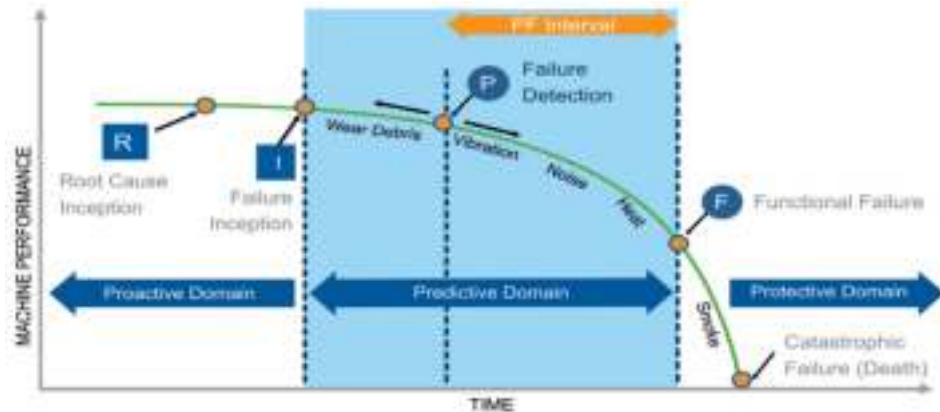 PF Interval
P
Failure
Detection
Wear Debris
Vibration
Noise
Heat
R
I
Root Cause
Inception
Failure
Inception
F
Functional Failure
Proactive Domain
Predictive Domain
Protective Domain
Smoke
Catastrophic
Failure (Death)
MACHINE PERFORMANCE
TIME